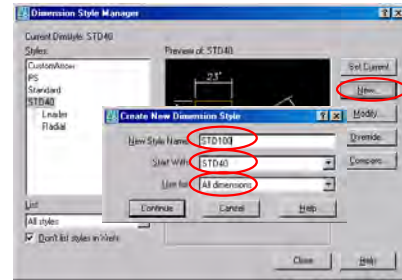 Dimension Style Manager
Current Dimstyle: STD40
Styles:
Preview of: STD40
CustomArrow
PS
Standard
STD40
Leader
Radial
23"
Set Current
New...
Modify...
Override...
Compare...
Create New Dimension Style
New Style Name: STD100
Start With: STD40
Use for: All dimensions
Continue
Cancel
Help
List:
All styles
Don't list styles in Xrefs
Close
Help